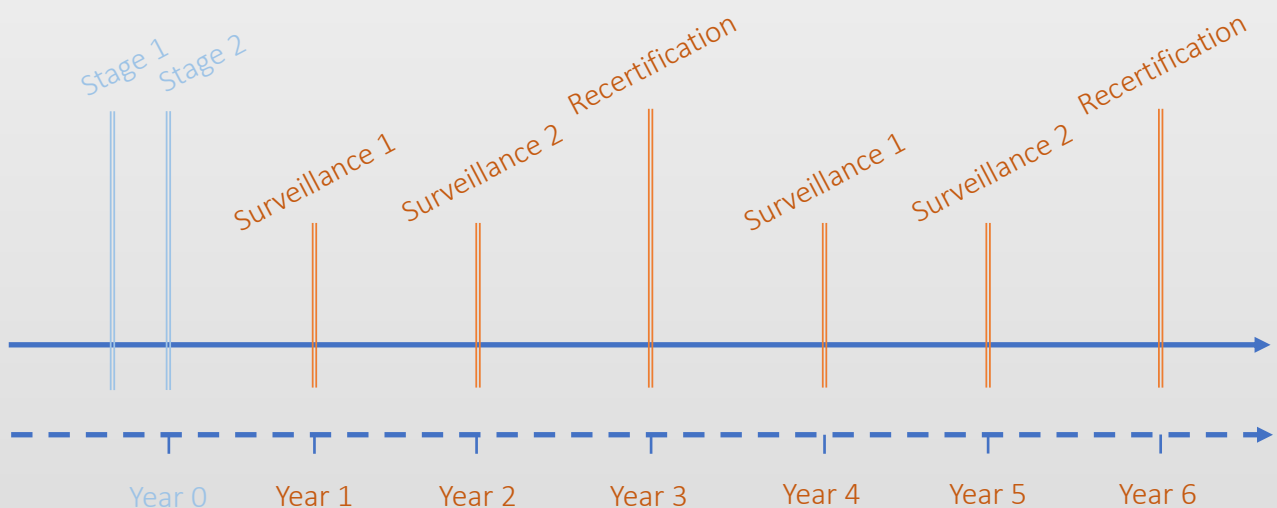 Stage 1
Stage 2
Surveillance 1
Surveillance 2
Recertification
Surveillance 1
Surveillance 2
Recertification
Year 0
Year 1
Year 2
Year 3
Year 4
Year 5
Year 6